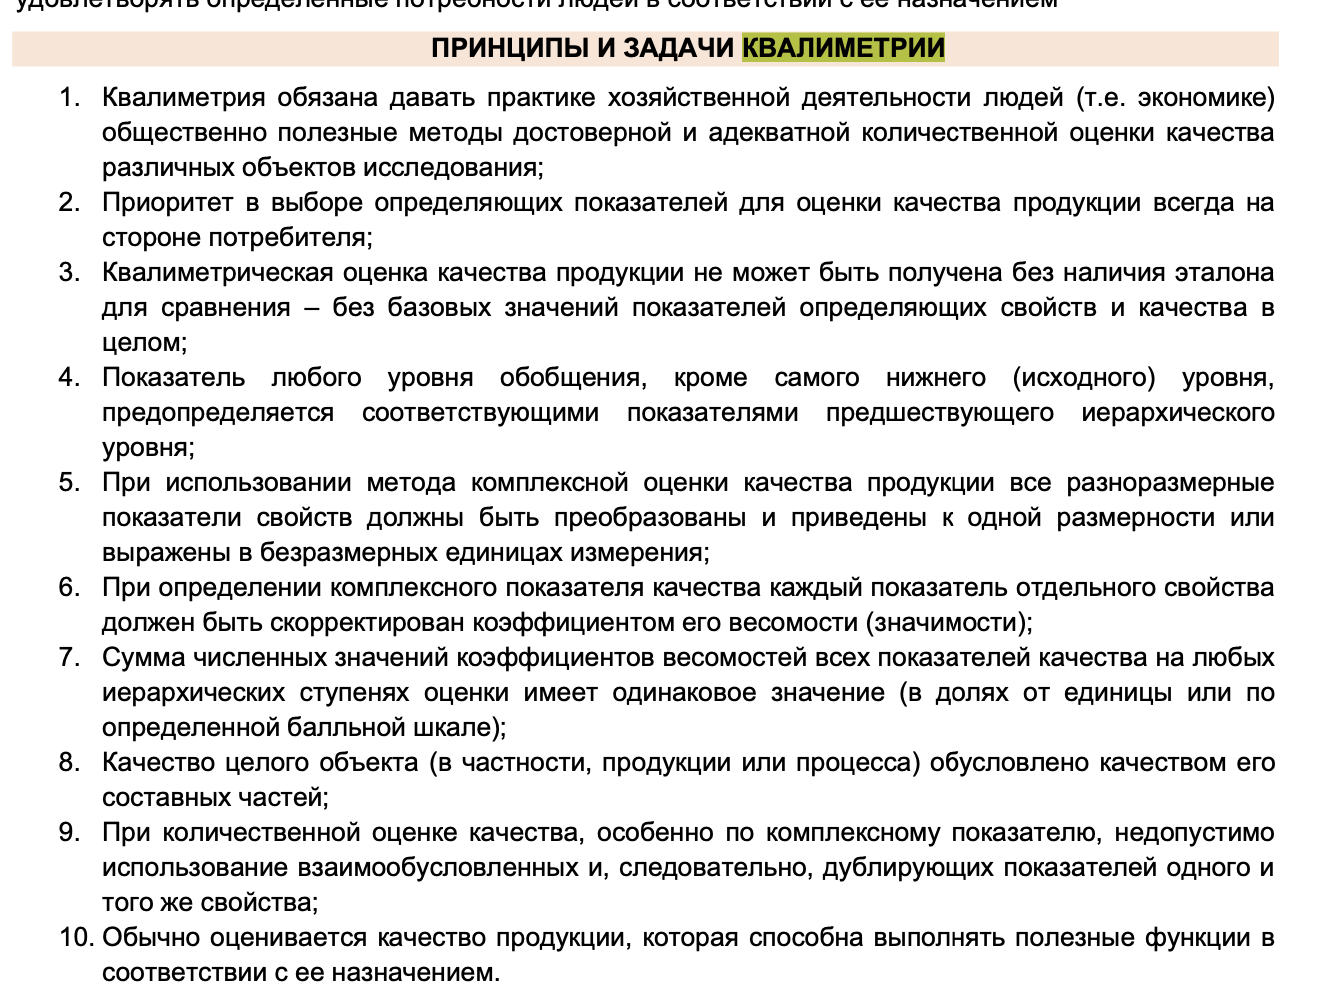 удовлетворять определенные потребности людей в соответствии с ее назначением
ПРИНЦИПЫ И ЗАДАЧИ КВАЛИМЕТРИИ
1. Квалиметрия обязана давать практике хозяйственной деятельности людей (т.е. экономике)
общественно полезные методы достоверной и адекватной количественной оценки качества
различных объектов исследования;
2. Приоритет в выборе определяющих показателей для оценки качества продукции всегда на
стороне потребителя;
3. Квалиметрическая оценка качества продукции не может быть получена без наличия эталона
для сравнения – без базовых значений показателей определяющих свойств и качества в
целом;
4. Показатель любого уровня обобщения, кроме самого нижнего (исходного) уровня,
предопределяется соответствующими показателями предшествующего иерархического
уровня;
5. При использовании метода комплексной оценки качества продукции все разноразмерные
показатели свойств должны быть преобразованы и приведены к одной размерности или
выражены в безразмерных единицах измерения;
6. При определении комплексного показателя качества каждый показатель отдельного свойства
должен быть скорректирован коэффициентом его весомости (значимости);
7. Сумма численных значений коэффициентов весомостей всех показателей качества на любых
иерархических ступенях оценки имеет одинаковое значение (в долях от единицы или по
определенной балльной шкале);
8. Качество целого объекта (в частности, продукции или процесса) обусловлено качеством его
составных частей;
9. При количественной оценке качества, особенно по комплексному показателю, недопустимо
использование взаимообусловленных и, следовательно, дублирующих показателей одного и
того же свойства;
10. Обычно оценивается качество продукции, которая способна выполнять полезные функции в
соответствии с ее назначением.